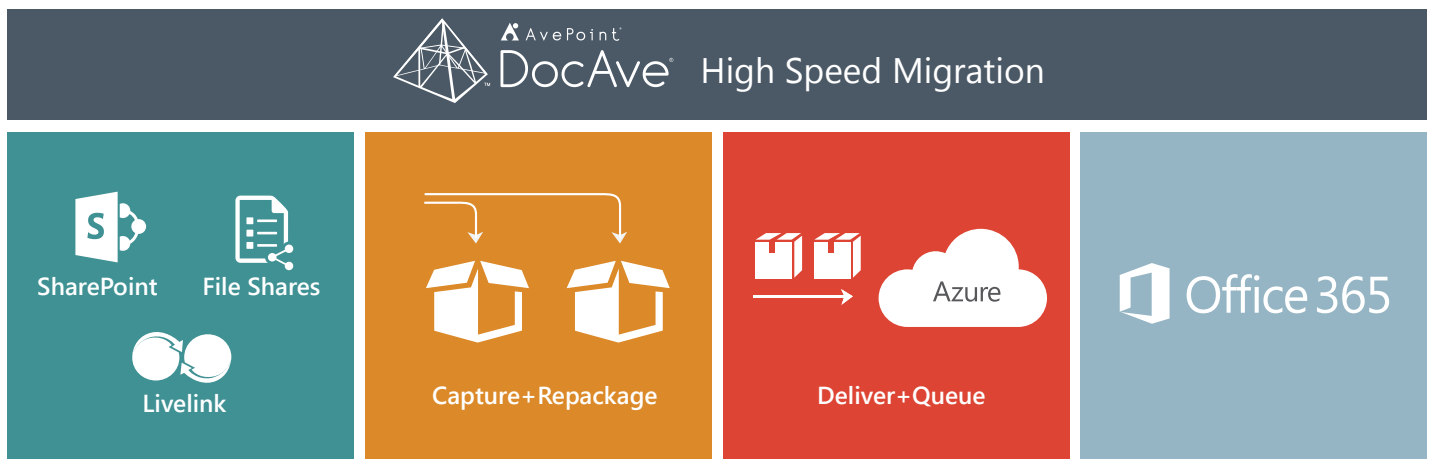 AvePoint
DocAve High Speed Migration
S
SharePoint
File Shares
Livelink
Capture+Repackage
Azure
Deliver+Queue
Office 365